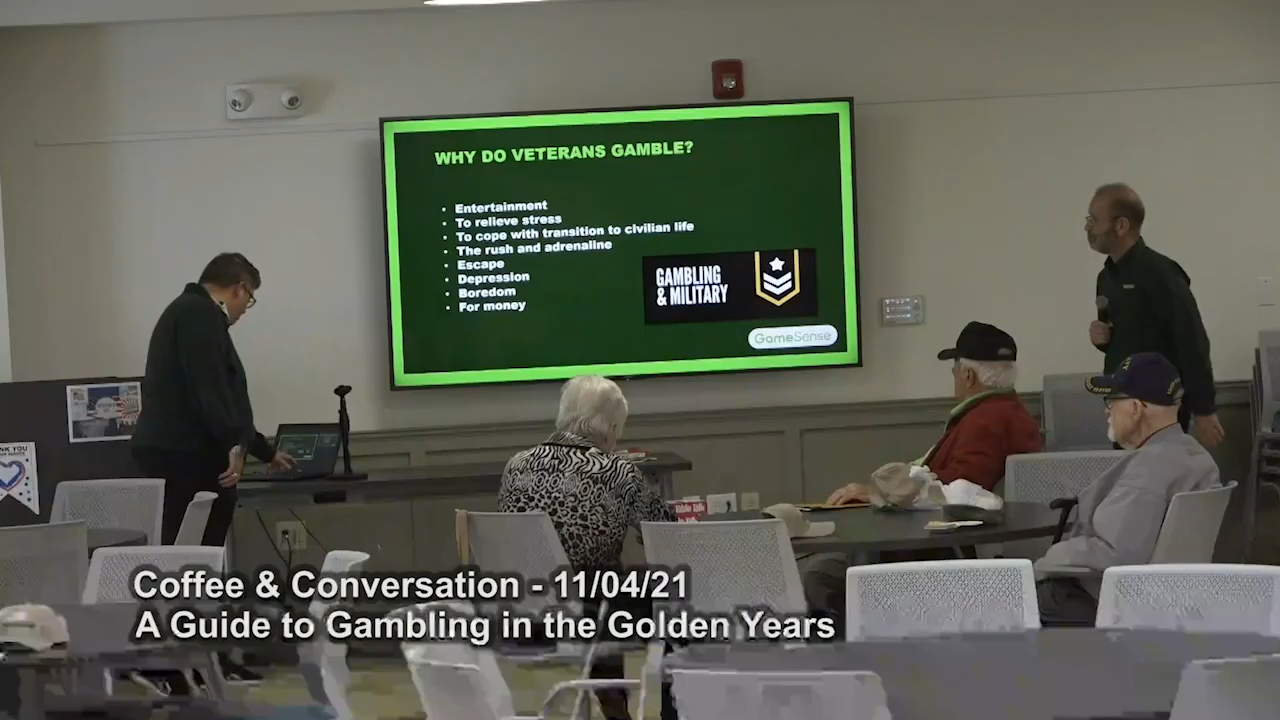 WHY DO VETERANS GAMBLE?
• Entertainment
• To relieve stress
• To cope with transition to civilian life
• The rush and adrenaline
• Escape
• Depression
• Boredom
• For money
GAMBLING
& MILITARY
GameSense
Coffee & Conversation - 11/04/21
A Guide to Gambling in the Golden Years